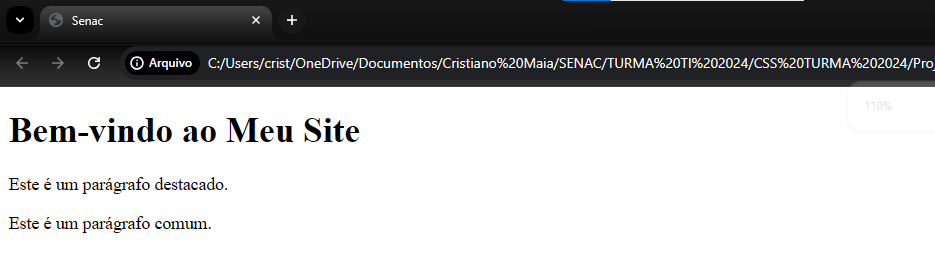 Senac
Arquivo
C:/Users/crist/OneDrive/Documentos/Cristiano%20Maia/SENAC/TURMA%20TI%202024/CSS%20TURMA%202024/Proj
110%
Bem-vindo ao Meu Site
Este é um parágrafo destacado.
Este é um parágrafo comum.